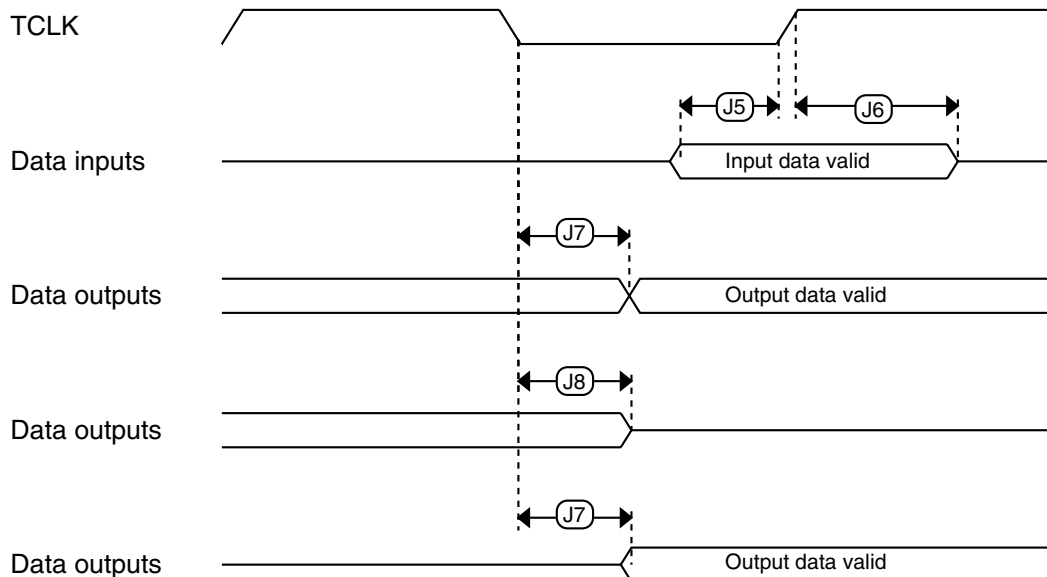 TCLK
J5
J6
Data inputs
Input data valid
J7
Data outputs
Output data valid
J8
Data outputs
J7
Data outputs
Output data valid